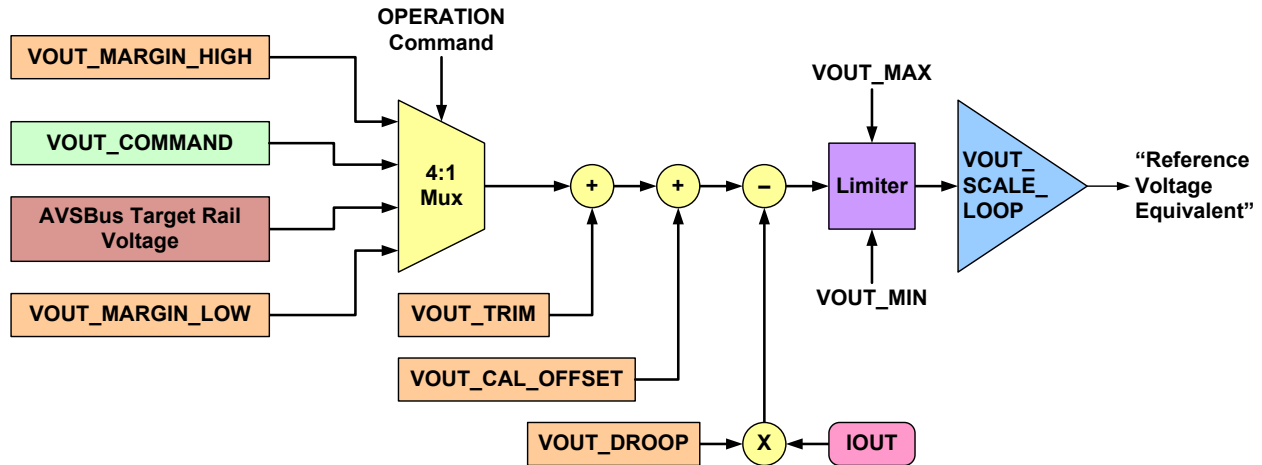 OPERATION
Command
VOUT_MARGIN_HIGH
VOUT_COMMAND
AVSBus Target Rail
Voltage
VOUT_MARGIN_LOW
4:1
Mux
+
+
−
VOUT_TRIM
VOUT_CAL_OFFSET
VOUT_DROOP
X
IOUT
VOUT_MAX
Limiter
VOUT_MIN
VOUT_
SCALE_
LOOP
“Reference
Voltage
Equivalent”